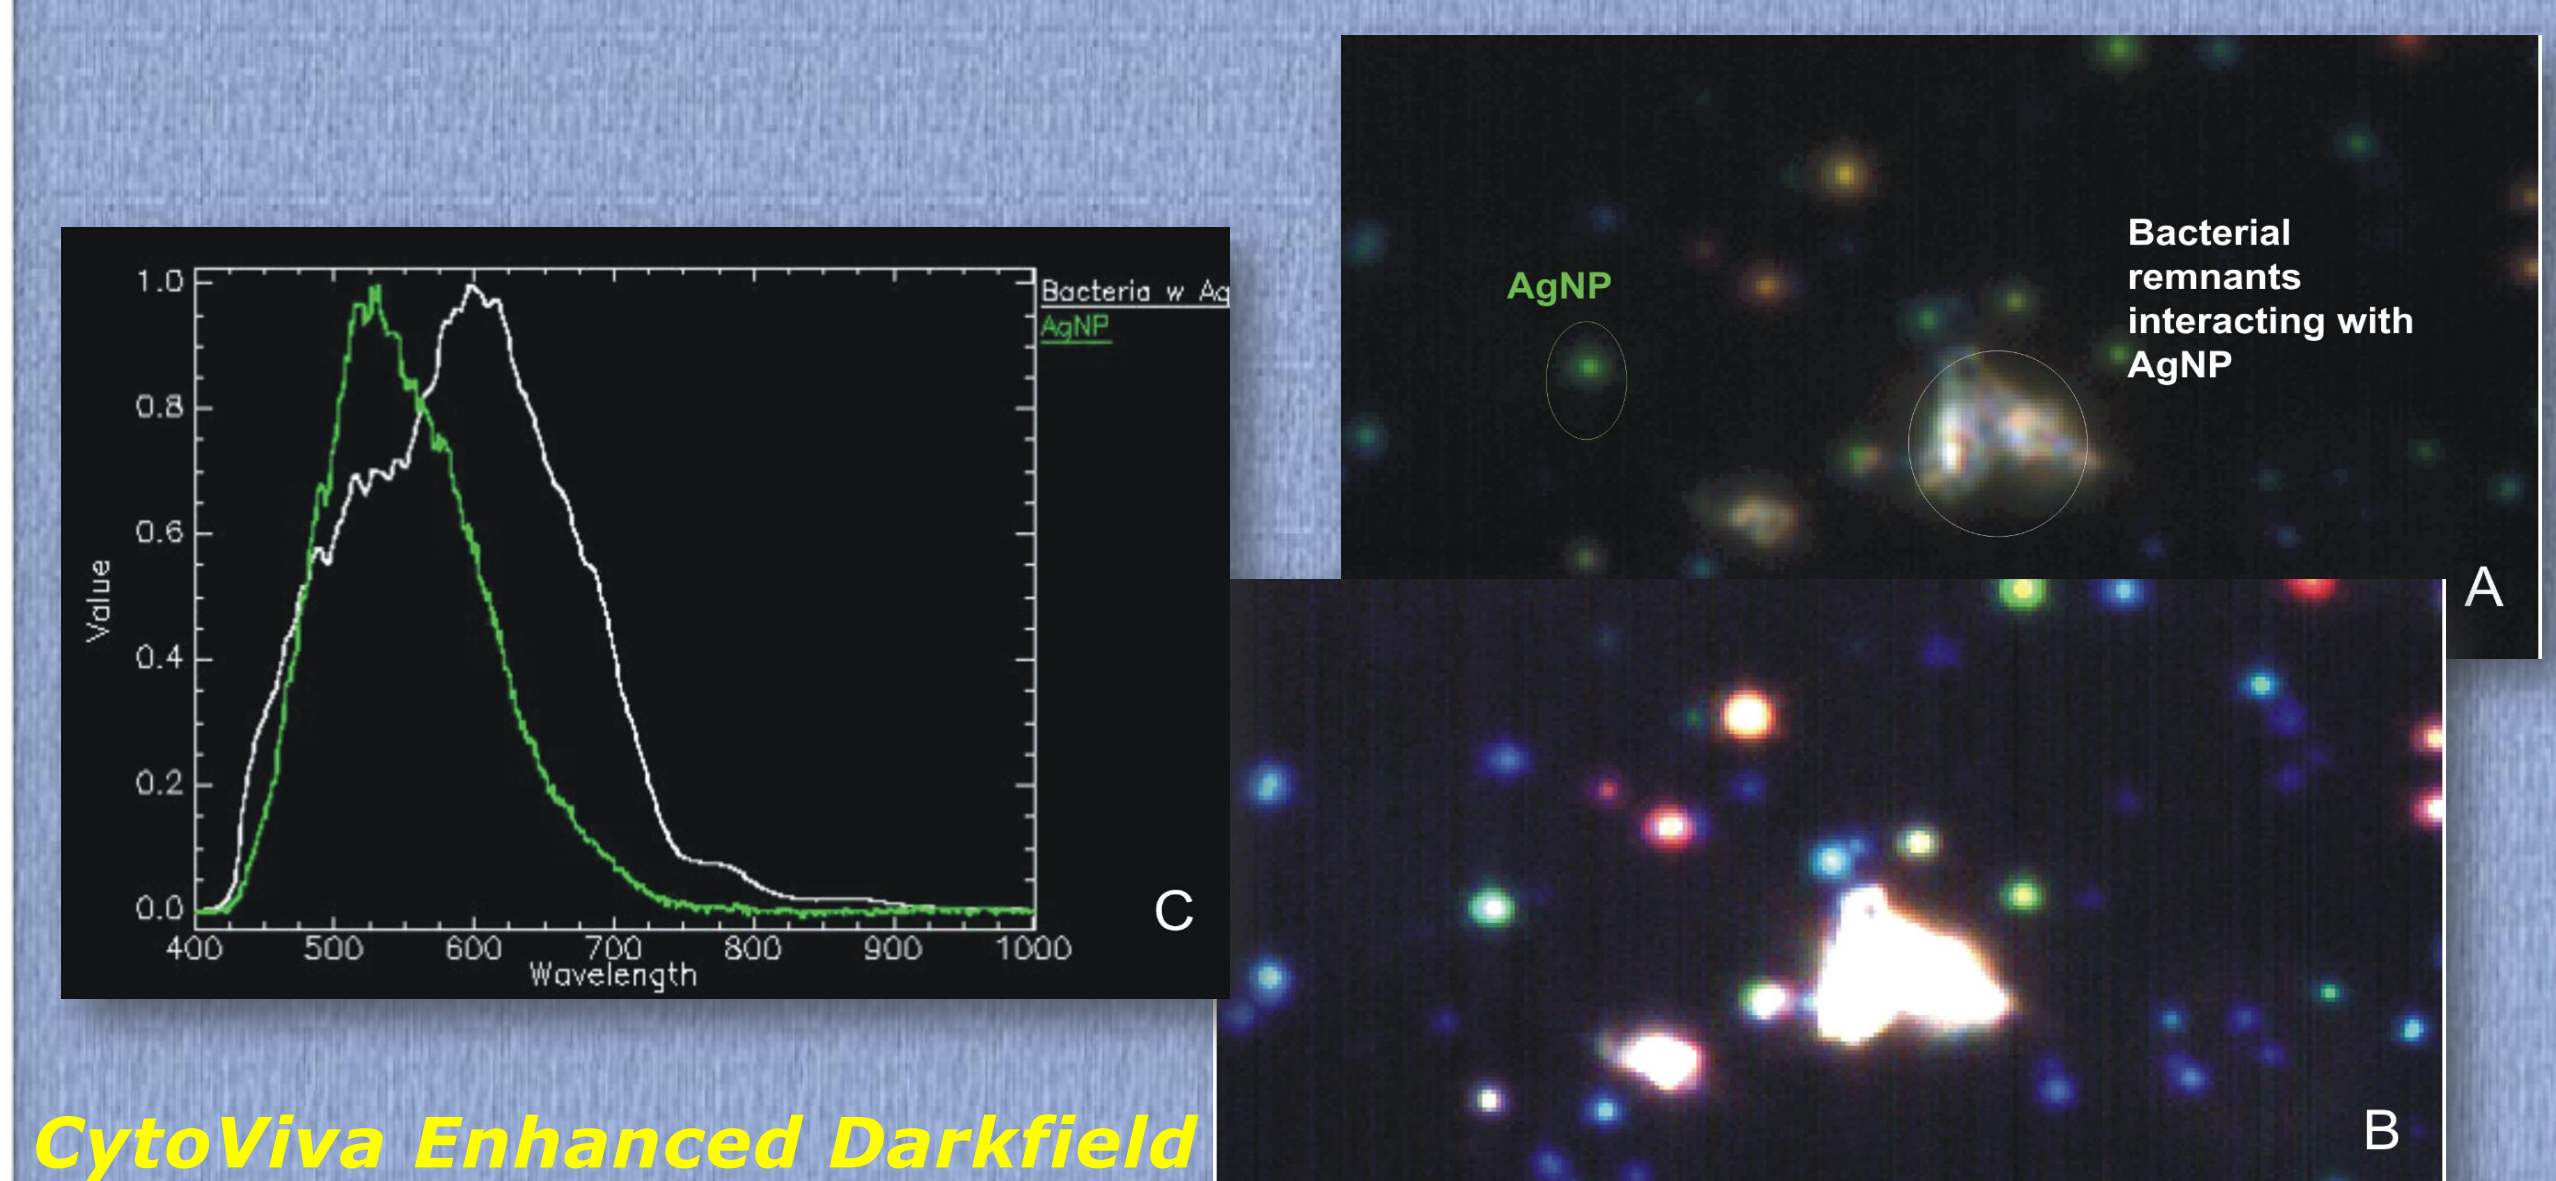 1.0
0.8
0.6
0.4
0.2
0.0
Value
400 500 600 700 800 900 1000
Wavelength
Bacteria w Ag
AgNP
C
AgNP
Bacterial
remnants
interacting with
AgNP
A
B
CytoViva Enhanced Darkfield